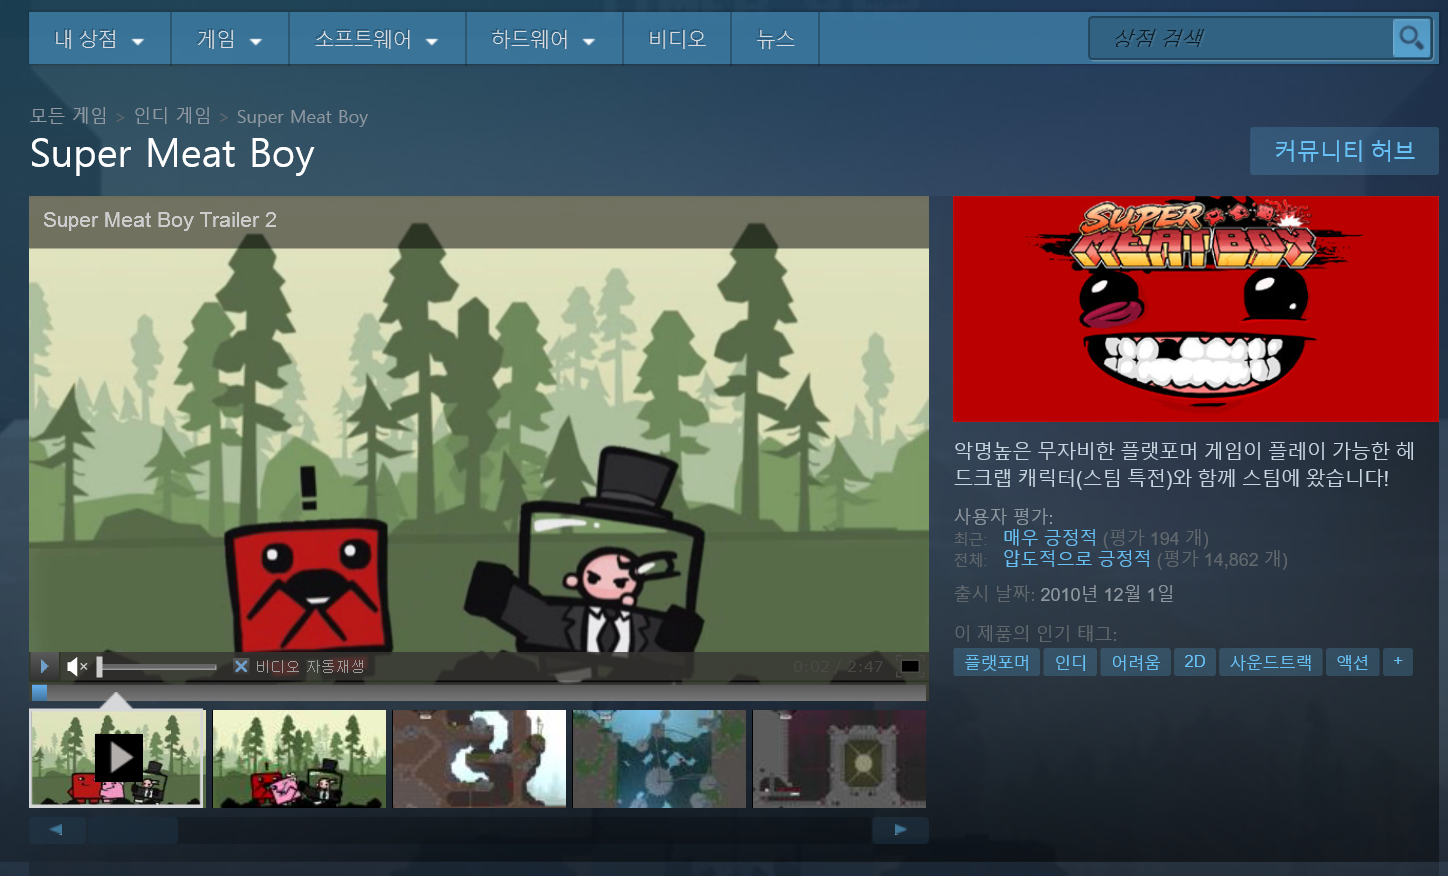 내 상점
게임
소프트웨어
하드웨어
비디오
뉴스
상점 검색
모든 게임 > 인디 게임 > Super Meat Boy
Super Meat Boy
커뮤니티 허브
Super Meat Boy Trailer 2
SUPER
MEAT BOY
악명높은 무자비한 플랫포머 게임이 플레이 가능한 헤
드크랩 캐릭터(스팀 특전)와 함께 스팀에 왔습니다!
사용자 평가:
최근: 매우 긍정적 (평가 194 개)
전체: 압도적으로 긍정적 (평가 14,862 개)
출시 날짜: 2010년 12월 1일
이 제품의 인기 태그:
플랫포머 인디 어려움 2D 사운드트랙 액션 +
비디오 자동재생
0:02 / 2:47